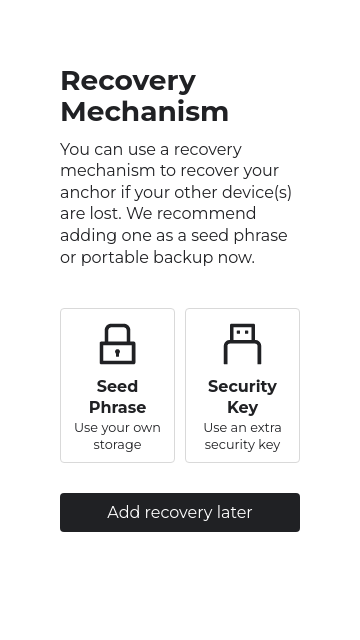 Recovery
Mechanism
You can use a recovery
mechanism to recover your
anchor if your other device(s)
are lost. We recommend
adding one as a seed phrase
or portable backup now.
Seed
Phrase
Use your own
storage
Security
Key
Use an extra
security key
Add recovery later